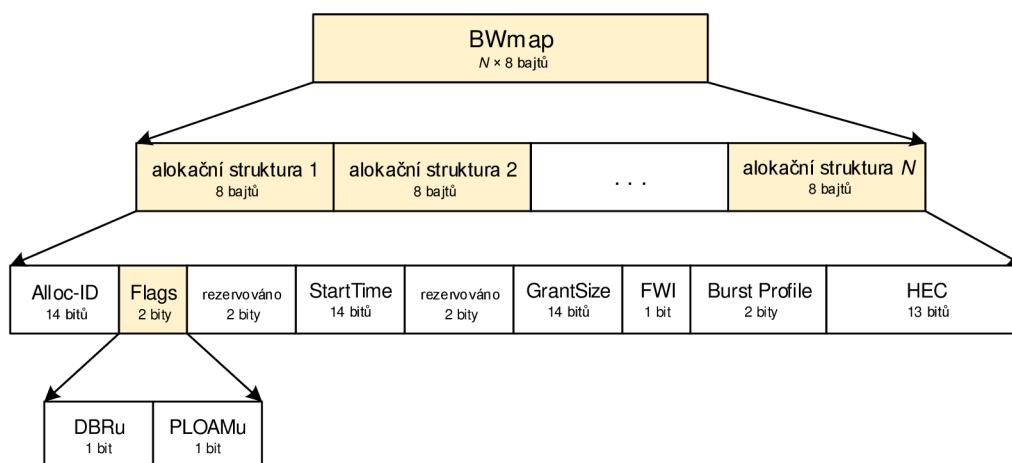 BWmap
N × 8 bajtů
alokační struktura 1
8 bajtů
alokační struktura 2
8 bajtů
. . .
alokační struktura N
8 bajtů
Alloc-ID
14 bitů
Flags
2 bity
rezervováno
2 bity
StartTime
14 bitů
rezervováno
2 bity
GrantSize
14 bitů
FWI
1 bit
Burst Profile
2 bity
HEC
13 bitů
DBRu
1 bit
PLOAMu
1 bit